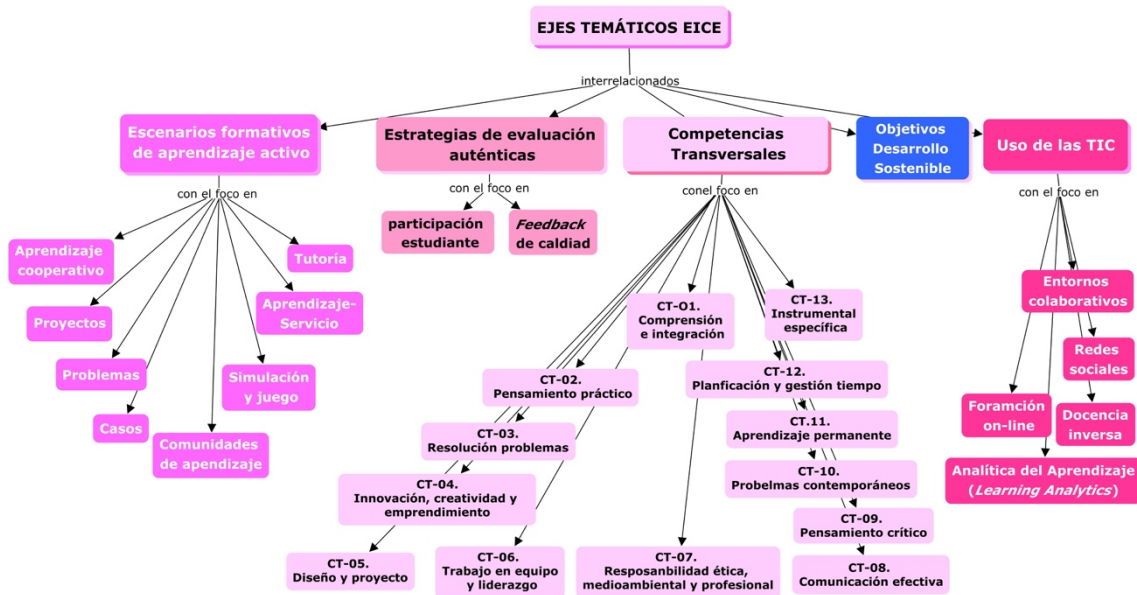 EJES TEMÁTICOS EICE
interrelacionados
Escenarios formativos
de aprendizaje activo
con el foco en
Aprendizaje
cooperativo
Proyectos
Problemas
Casos
Comunidades
de apendizaje
Simulación
y juego
Aprendizaje-
Servicio
Tutoría
Estrategias de evaluación
auténticas
con el foco en
participación
estudiante
Feedback
de caldiad
Competencias
Transversales
conel foco en
CT-O1.
Comprensión
e integración
CT-02.
Pensamiento práctico
CT-03.
Resolución problemas
CT-04.
Innovación, creatividad y
emprendimiento
CT-05.
Diseño y proyecto
CT-06.
Trabajo en equipo
y liderazgo
CT-07.
Resposanbilidad ética,
medioambiental y profesional
CT-08.
Comunicación efectiva
CT-09.
Pensamiento crítico
CT-10.
Probelmas contemporáneos
CT.11.
Aprendizaje permanente
CT-12.
Planficación y gestión tiempo
CT-13.
Instrumental
específica
Objetivos
Desarrollo
Sostenible
Uso de las TIC
con el foco en
Entornos
colaborativos
Redes
sociales
Foramción
on-line
Docencia
inversa
Analítica del Aprendizaje
(Learning Analytics)